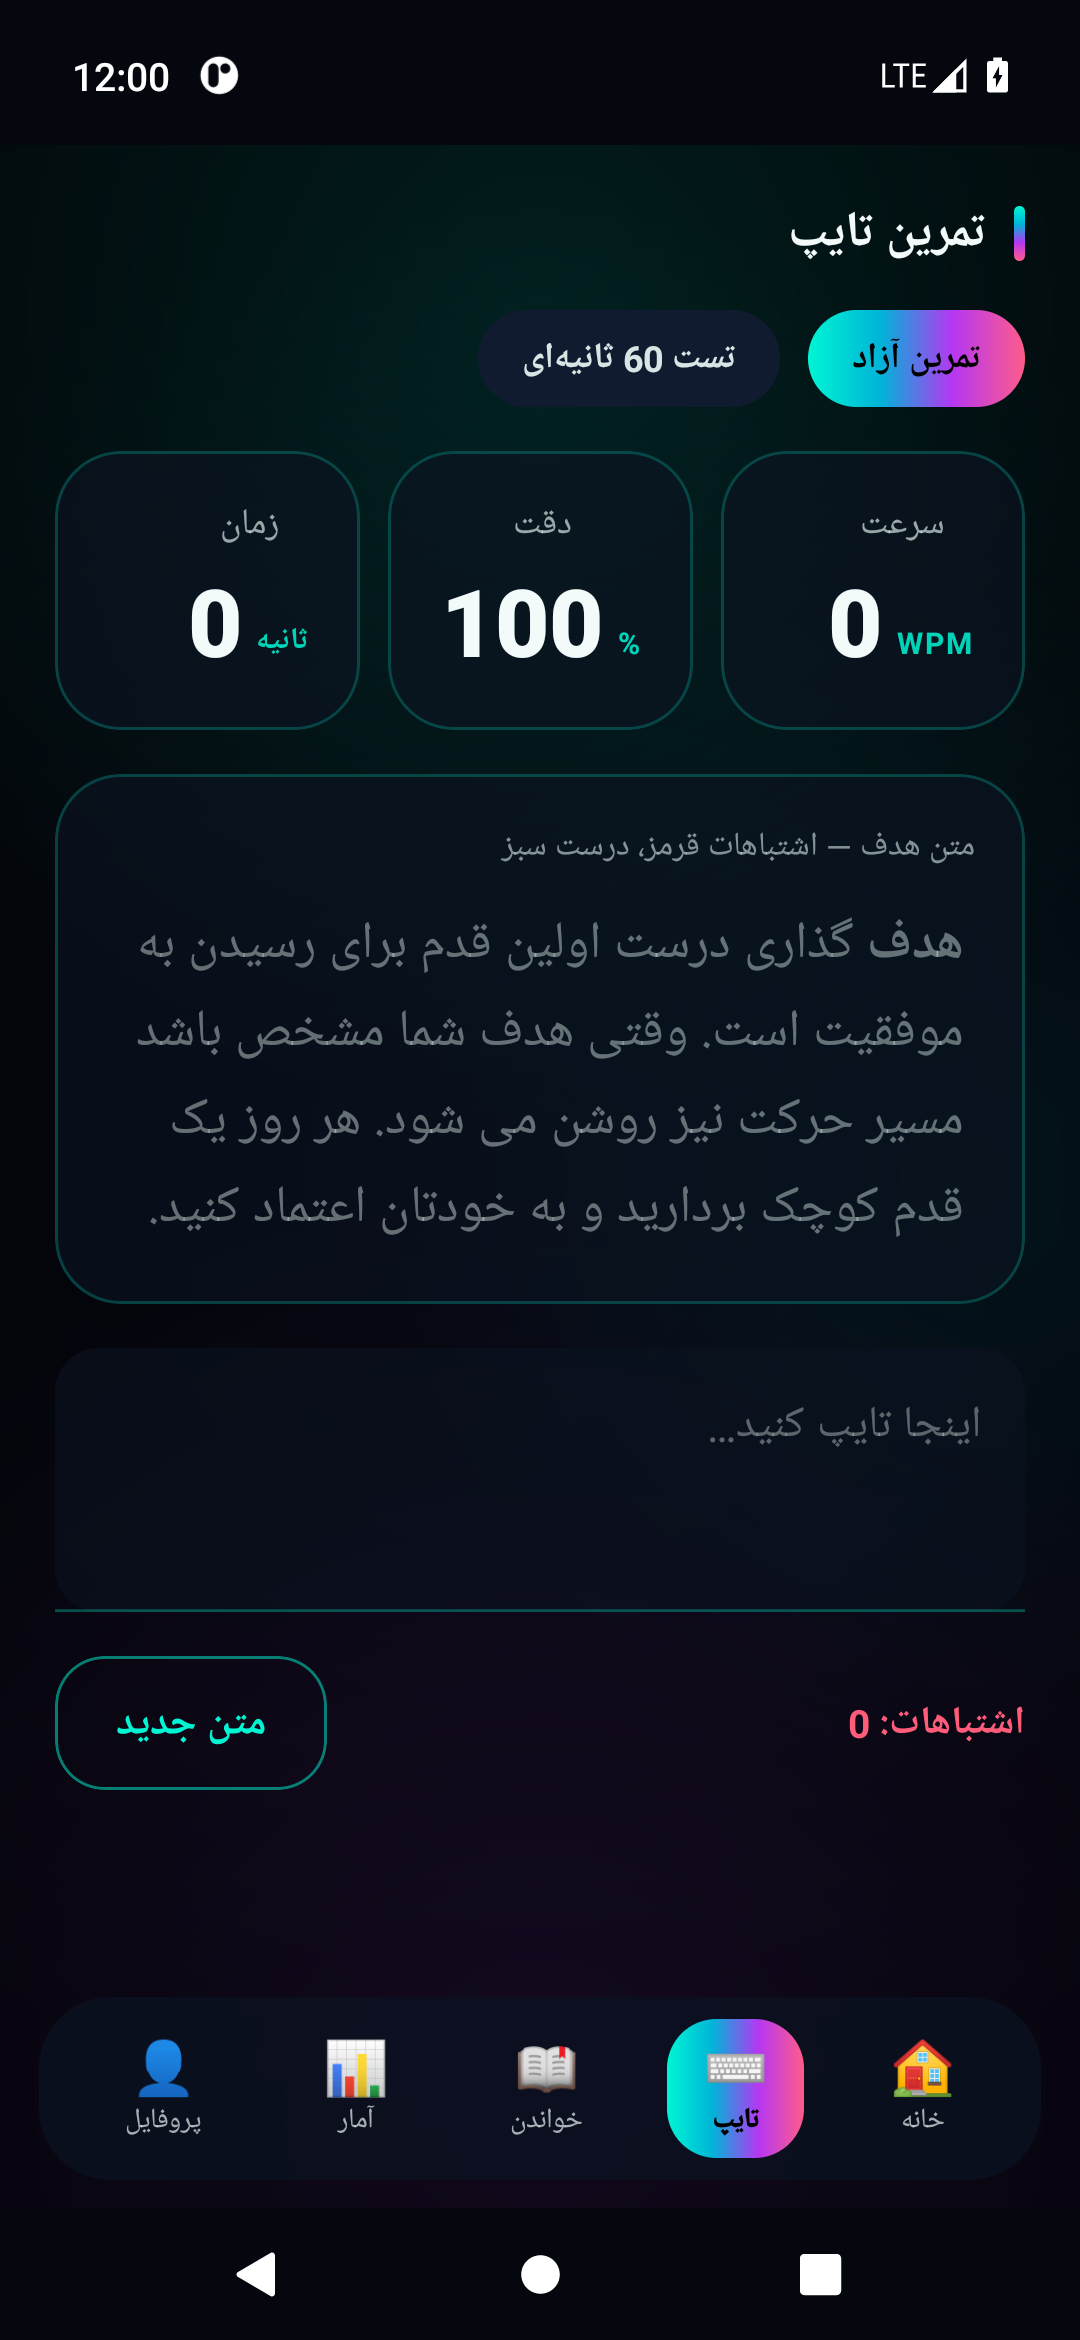 12:00
LTE
تمرین تایپ
تمرین آزاد
تست 60 ثانیه‌ای
سرعت
0 WPM
دقت
100 %
زمان
0 ثانیه
متن هدف — اشتباهات قرمز، درست سبز
هدف گذاری درست اولین قدم برای رسیدن به
موفقیت است. وقتی هدف شما مشخص باشد
مسیر حرکت نیز روشن می شود. هر روز یک
قدم کوچک بردارید و به خودتان اعتماد کنید.
اینجا تایپ کنید...
اشتباهات: 0
متن جدید
خانه
تایپ
خواندن
آمار
پروفایل